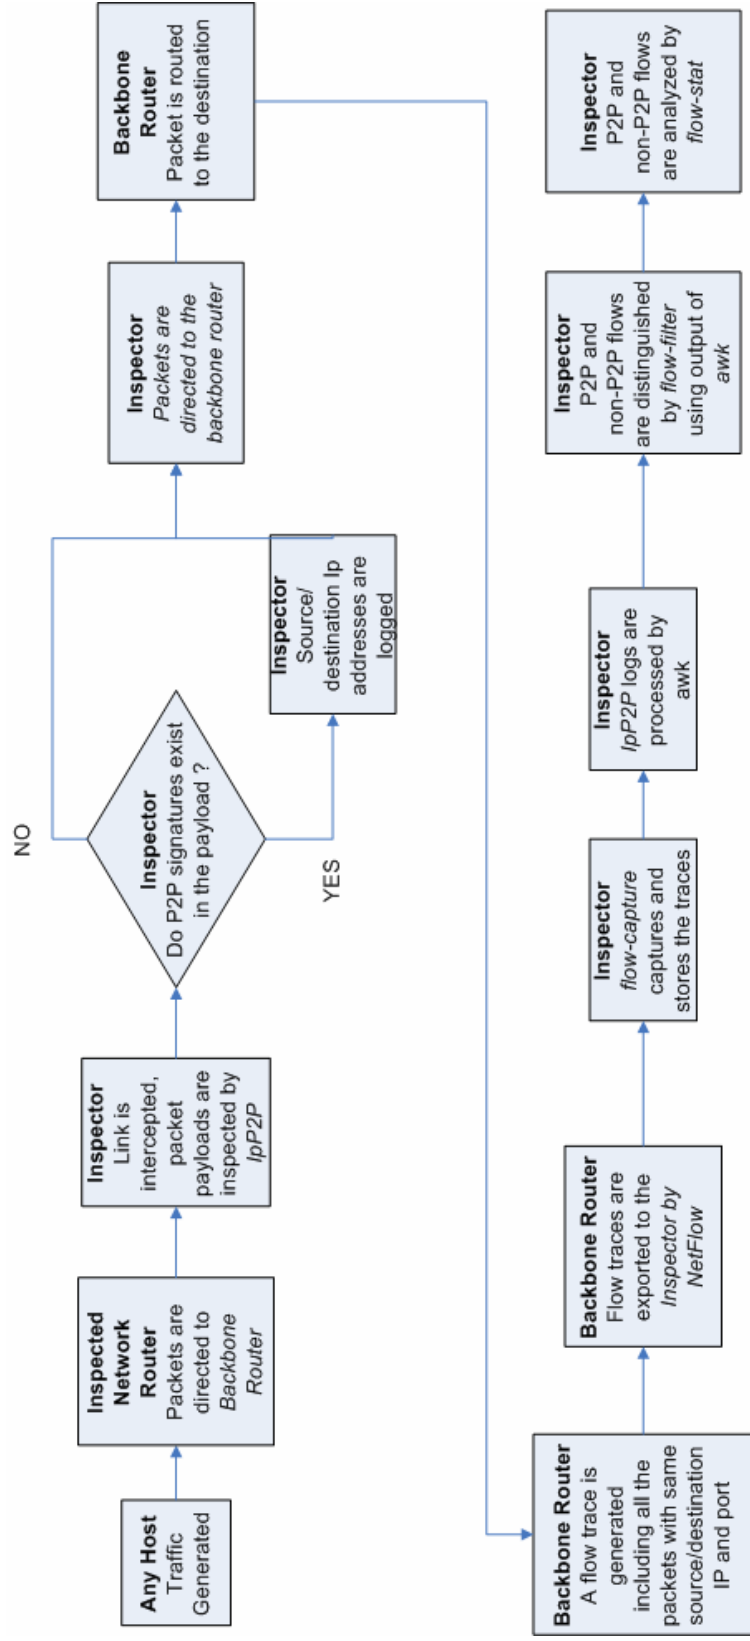 Any Host
Traffic
Generated
Inspected
Network
Router
Packets are
directed to
Backbone
Router
Inspector
Link is
intercepted,
packet
payloads are
inspected by
IpP2P
Inspector
Do P2P signatures exist
in the payload ?
NO
YES
Inspector
Source/
destination Ip
addresses are
logged
Inspector
Packets are
directed to the
backbone router
Backbone
Router
Packet is routed
to the destination
Backbone Router
A flow trace is
generated
including all the
packets with same
source/destination
IP and port
Backbone Router
Flow traces are
exported to the
Inspector by
NetFlow
Inspector
flow-capture
captures and
stores the traces
Inspector
IpP2P logs are
processed by
awk
Inspector
P2P and
non-P2P flows
are distinguished
by flow-filter
using output of
awk
Inspector
P2P and
non-P2P flows
are analyzed by
flow-stat